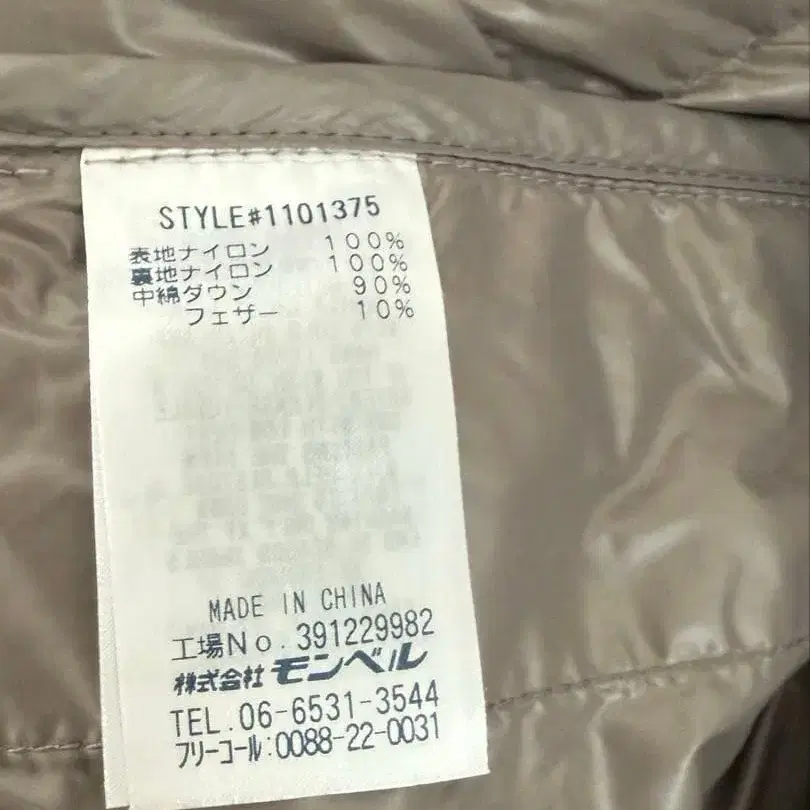 STYLE#1101375
表地ナイロン 100%
裏地ナイロン 100%
中綿ダウン 90%
フェザー 10%
MADE IN CHINA
工場No.391229982
株式会社モンベル
TEL.06-6531-3544
フリーコール:0088-22-0031